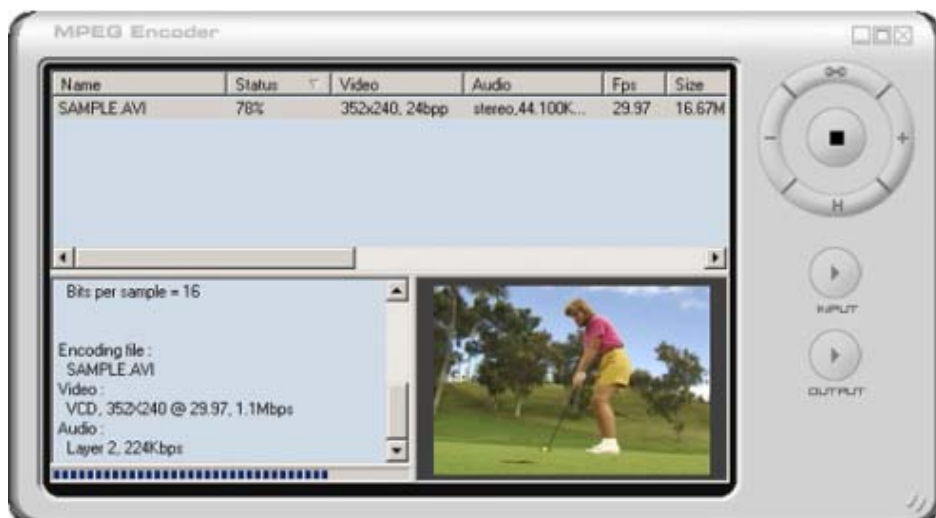 MPEG Encoder
Name Status Video Audio Fps Size
SAMPLE.AVI 78% 352x240, 24bpp stereo,44.100K... 29.97 16.67M
Bits per sample = 16
Encoding file :
SAMPLE.AVI
Video :
VCD, 352X240 @ 29.97, 1.1Mbps
Audio :
Layer 2, 224Kbps
- +
H
INPUT
OUTPUT